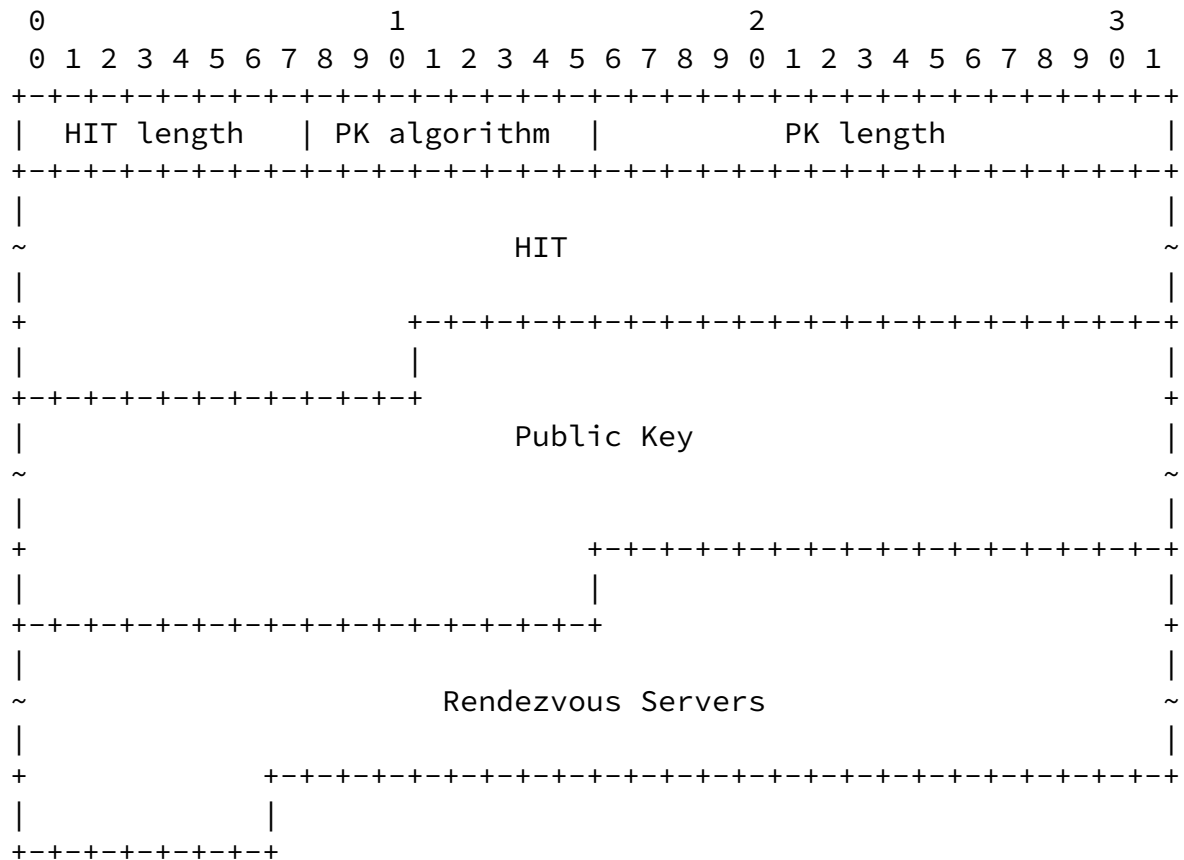 0                   1                   2                   3
 0 1 2 3 4 5 6 7 8 9 0 1 2 3 4 5 6 7 8 9 0 1 2 3 4 5 6 7 8 9 0 1
+-+-+-+-+-+-+-+-+-+-+-+-+-+-+-+-+-+-+-+-+-+-+-+-+-+-+-+-+-+-+-+-+
|  HIT length   | PK algorithm  |          PK length            |
+-+-+-+-+-+-+-+-+-+-+-+-+-+-+-+-+-+-+-+-+-+-+-+-+-+-+-+-+-+-+-+-+
|                                                               |
~                           HIT                                 ~
|                                                               |
+                     +-+-+-+-+-+-+-+-+-+-+-+-+-+-+-+-+-+-+-+-+-+
|                     |                                         |
+-+-+-+-+-+-+-+-+-+-+-+                                         +
|                           Public Key                          |
~                                                               ~
|                                                               |
+                               +-+-+-+-+-+-+-+-+-+-+-+-+-+-+-+-+
|                               |                               |
+-+-+-+-+-+-+-+-+-+-+-+-+-+-+-+-+                               +
|                                                               |
~                       Rendezvous Servers                      ~
|                                                               |
+             +-+-+-+-+-+-+-+-+-+-+-+-+-+-+-+-+-+-+-+-+-+-+-+-+-+
|             |
+-+-+-+-+-+-+-+